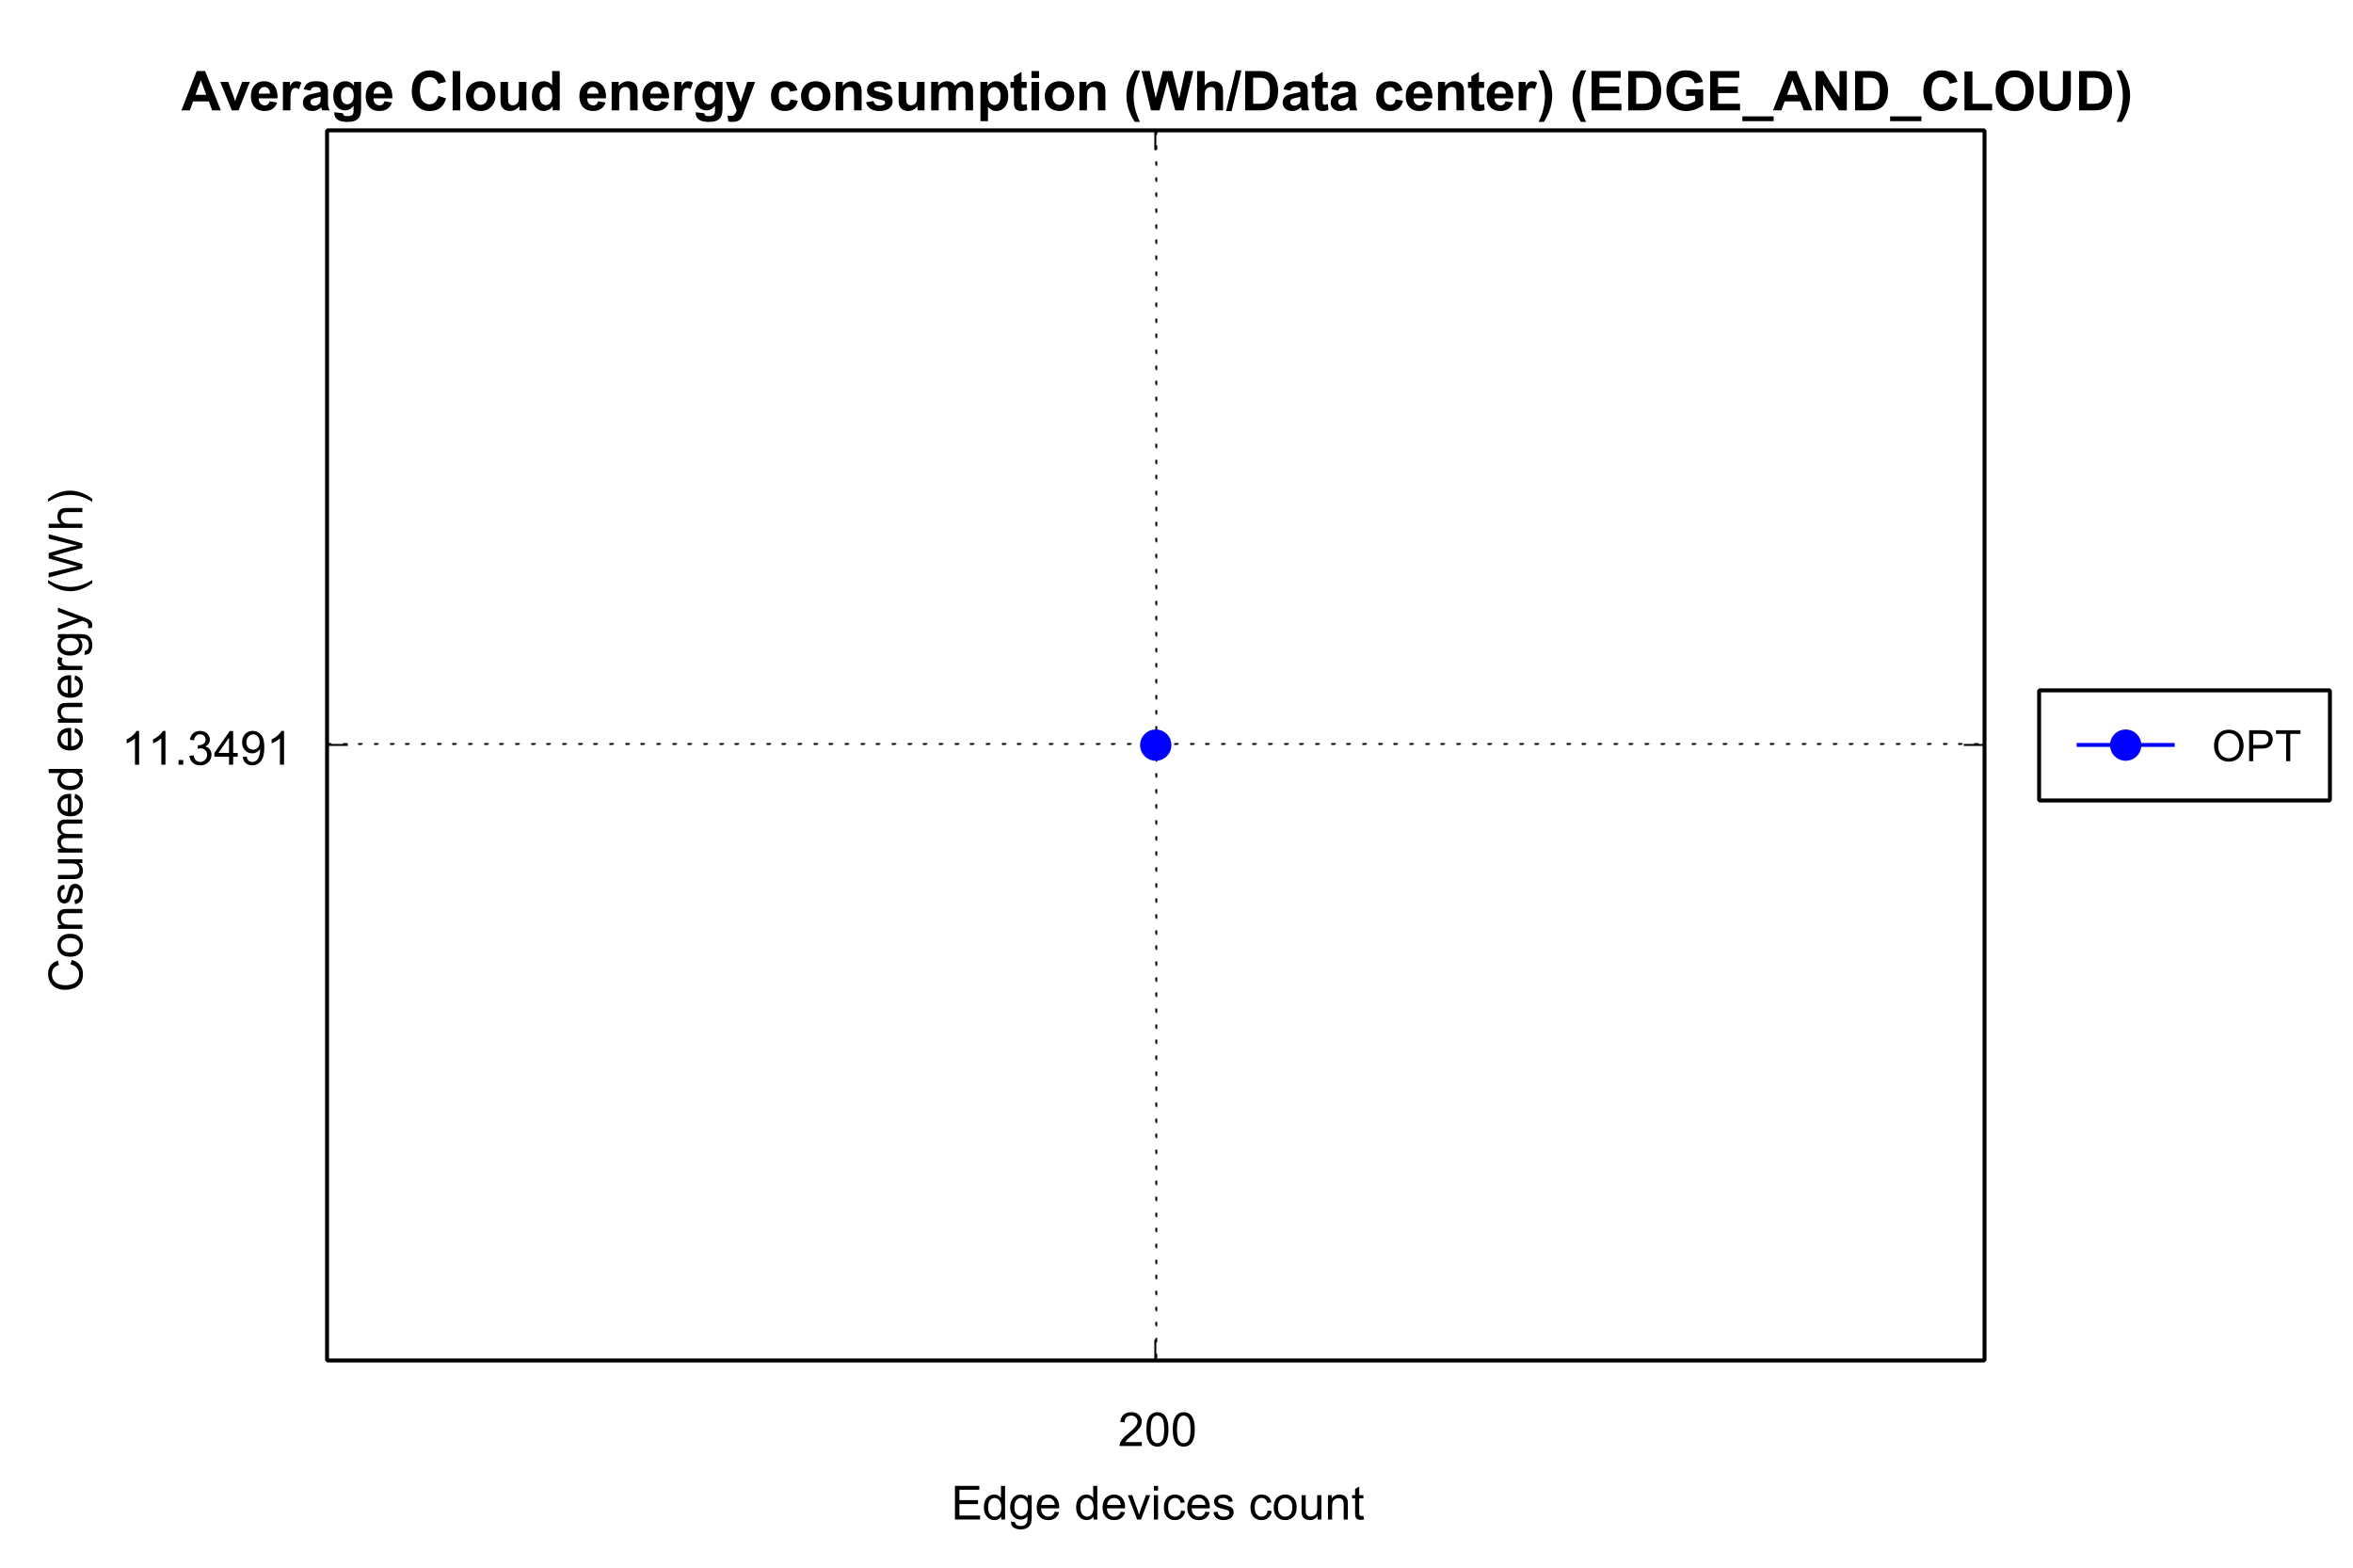 Average Cloud energy consumption (Wh/Data center) (EDGE_AND_CLOUD)
Consumed energy (Wh)
11.3491
OPT
200
Edge devices count